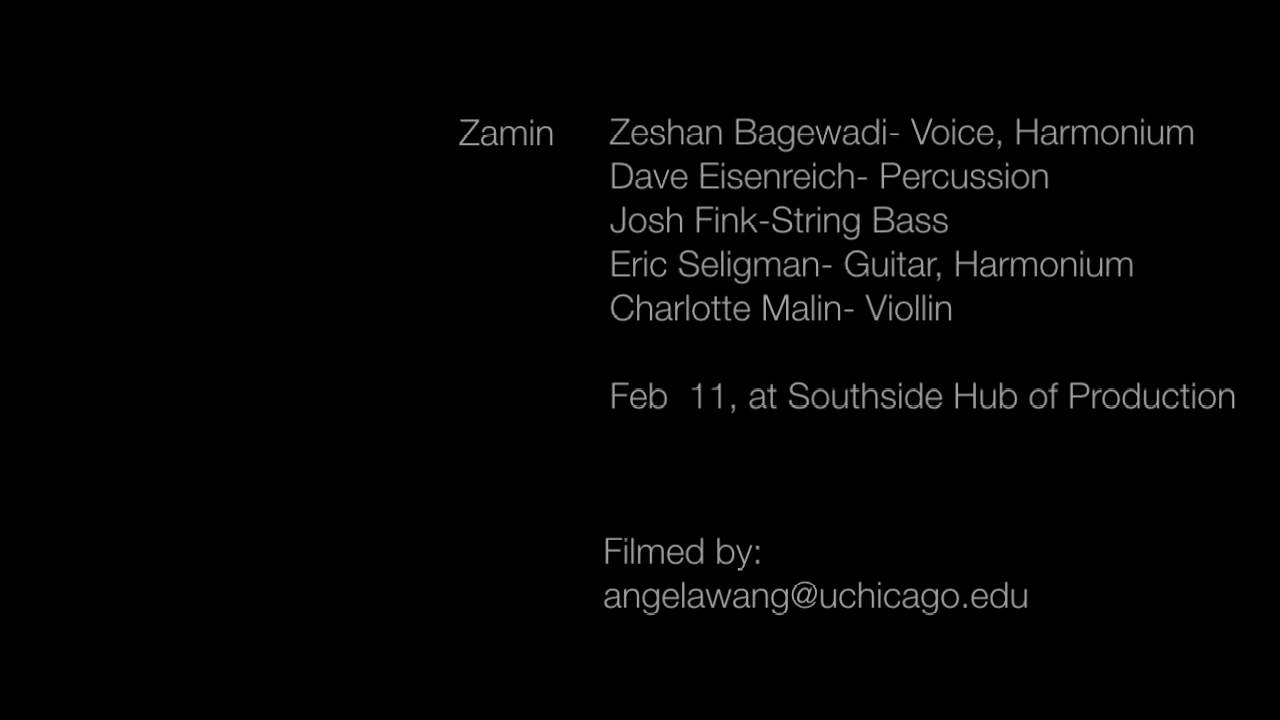 Zamin Zeshan Bagewadi- Voice, Harmonium
Dave Eisenreich- Percussion
Josh Fink-String Bass
Eric Seligman- Guitar, Harmonium
Charlotte Malin- Viollin
Feb  11, at Southside Hub of Production
Filmed by:
angelawang@uchicago.edu